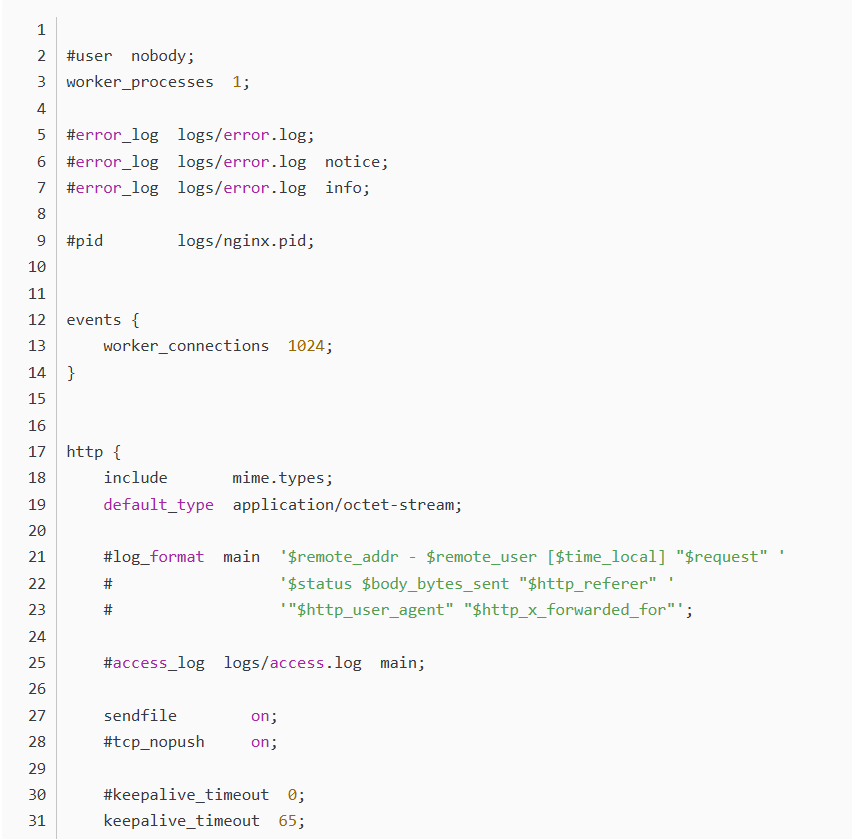 1
2 #user  nobody;
3 worker_processes  1;
4
5 #error_log  logs/error.log;
6 #error_log  logs/error.log  notice;
7 #error_log  logs/error.log  info;
8
9 #pid        logs/nginx.pid;
10
11
12 events {
13     worker_connections  1024;
14 }
15
16
17 http {
18     include       mime.types;
19     default_type  application/octet-stream;
20
21     #log_format  main  '$remote_addr - $remote_user [$time_local] "$request" '
22     #                  '$status $body_bytes_sent "$http_referer" '
23     #                  '"$http_user_agent" "$http_x_forwarded_for"';
24
25     #access_log  logs/access.log  main;
26
27     sendfile        on;
28     #tcp_nopush     on;
29
30     #keepalive_timeout  0;
31     keepalive_timeout  65;